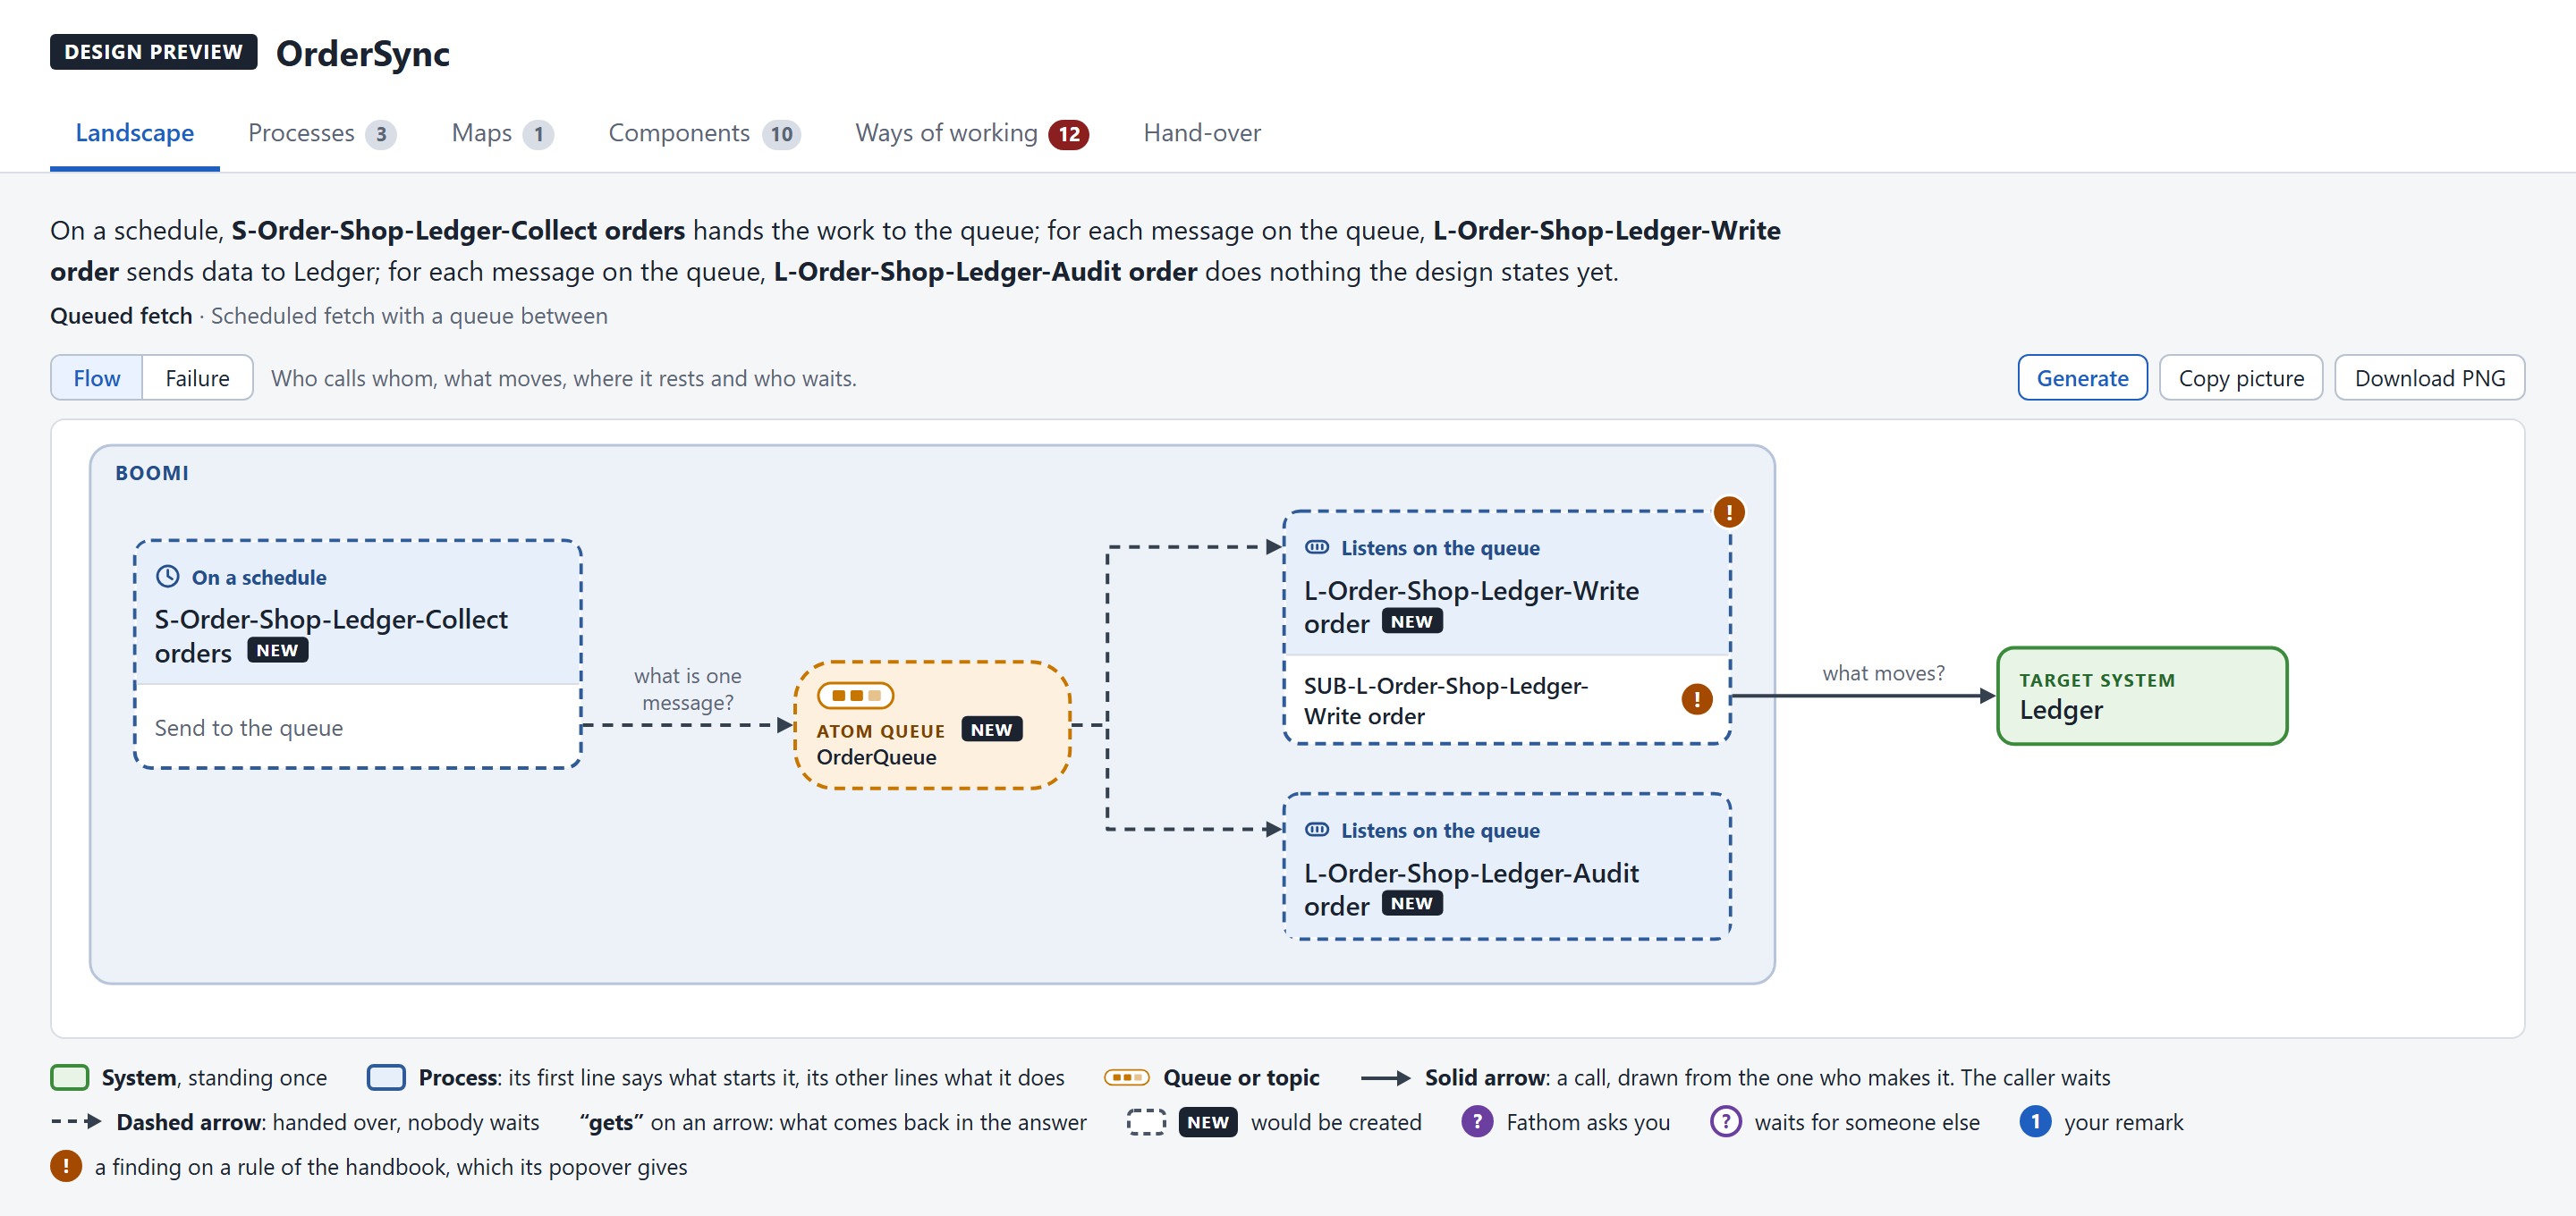 DESIGN PREVIEW OrderSync
Landscape Processes 3 Maps 1 Components 10 Ways of working 12 Hand-over
On a schedule, S-Order-Shop-Ledger-Collect orders hands the work to the queue; for each message on the queue, L-Order-Shop-Ledger-Write
order sends data to Ledger; for each message on the queue, L-Order-Shop-Ledger-Audit order does nothing the design states yet.
Queued fetch · Scheduled fetch with a queue between
Flow Failure Who calls whom, what moves, where it rests and who waits.
Generate Copy picture Download PNG
BOOMI
On a schedule
S-Order-Shop-Ledger-Collect
orders NEW
Send to the queue
what is one
message?
ATOM QUEUE NEW
OrderQueue
!
Listens on the queue
L-Order-Shop-Ledger-Write
order NEW
SUB-L-Order-Shop-Ledger-
Write order
!
Listens on the queue
L-Order-Shop-Ledger-Audit
order NEW
what moves?
TARGET SYSTEM
Ledger
System, standing once Process: its first line says what starts it, its other lines what it does Queue or topic Solid arrow: a call, drawn from the one who makes it. The caller waits
Dashed arrow: handed over, nobody waits “gets” on an arrow: what comes back in the answer NEW would be created ? Fathom asks you ? waits for someone else 1 your remark
! a finding on a rule of the handbook, which its popover gives